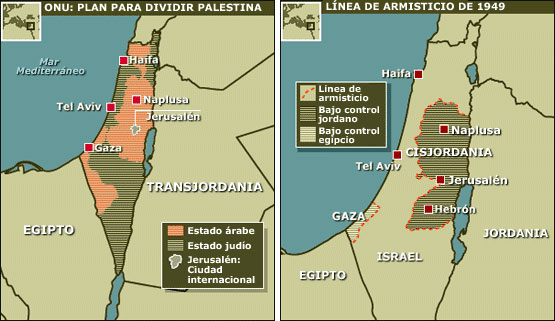 ONU: PLAN PARA DIVIDIR PALESTINA
Mar
Mediterráneo
Haifa
Naplusa
Tel Aviv
Jerusalén
Gaza
TRANSJORDANIA
EGIPTO
Estado árabe
Estado judío
Jerusalén:
Ciudad
internacional
LÍNEA DE ARMISTICIO DE 1949
Haifa
Linea de
armisticio
Bajo control
jordano
Bajo control
egipcio
Naplusa
CISJORDANIA
Tel Aviv
Jerusalén
Hebrón
GAZA
JORDANIA
ISRAEL
EGIPTO